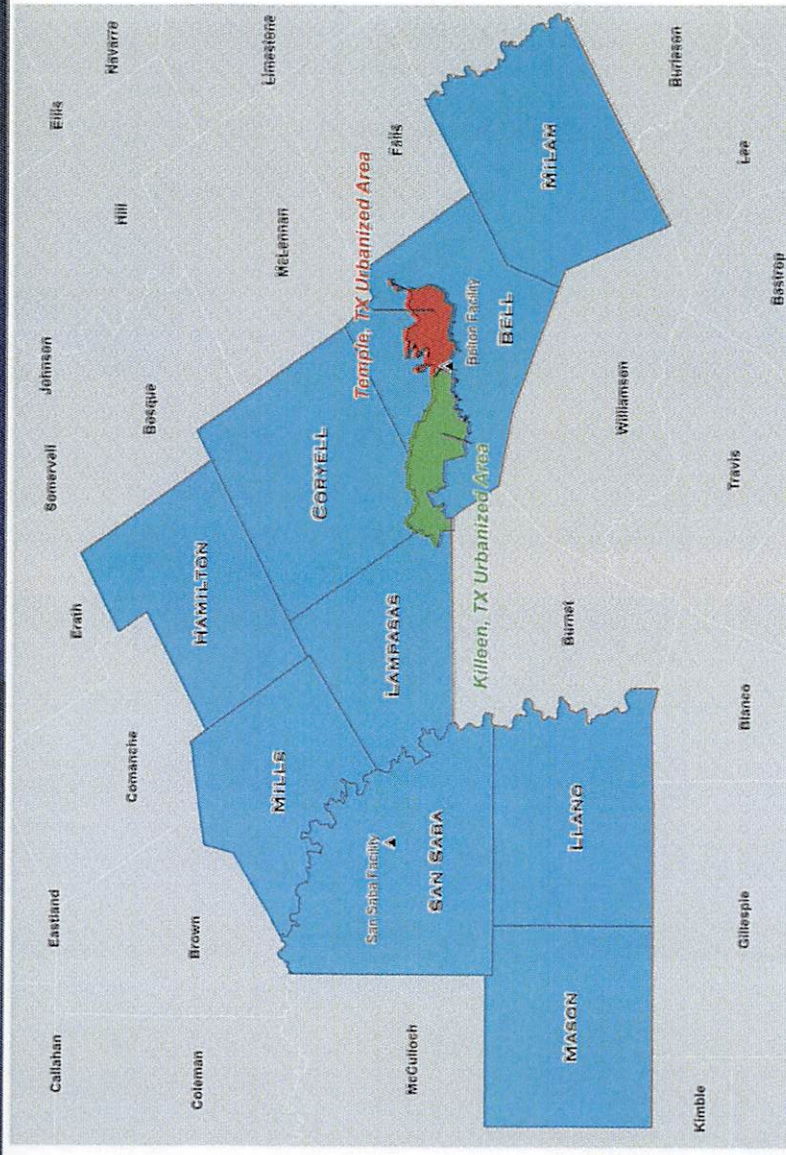 Callahan
Eastland
Somervell
Johnson
Ellis
Erath
Navarre
Hill
Comanche
Bosque
Coleman
Brown
HAMILTON
Limestone
MILLS
McLennan
CORYELL
Temple, TX Urbanized Area
San Saba Facility
LAMPASAS
Falls
McCulloch
SAN SABA
Belton Facility
Killeen, TX Urbanized Area
BELL
MILAM
Burnet
MASON
LLANO
Williamson
Burleson
Kimble
Travis
Gillespie
Blanco
Lee
Bastrop